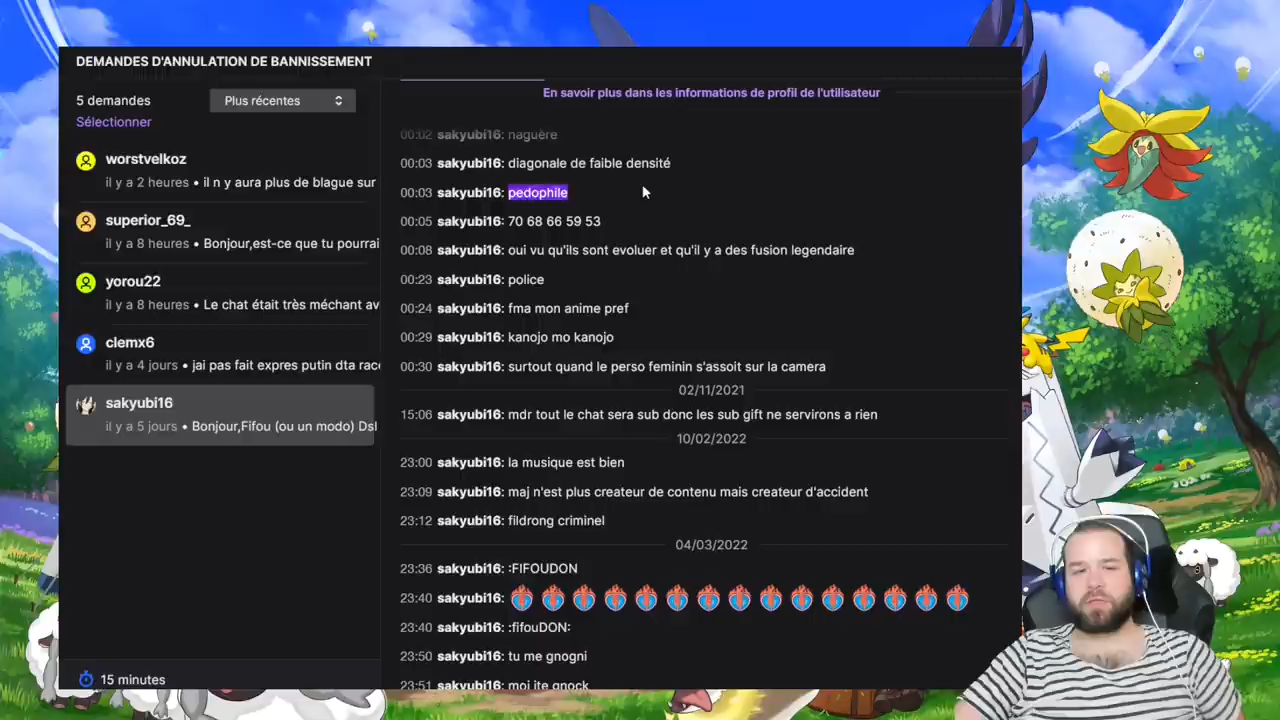 DEMANDES D'ANNULATION DE BANNISSEMENT
5 demandes
Plus récentes
Sélectionner
worstvelkoz
il y a 2 heures • il n y aura plus de blague sur
superior_69_
il y a 8 heures • Bonjour,est-ce que tu pourrai
yorou22
il y a 8 heures • Le chat était très méchant av
clemx6
il y a 4 jours • jai pas fait expres putin dta race
sakyubi16
il y a 5 jours • Bonjour,Fifou (ou un modo) Dsl
15 minutes
En savoir plus dans les informations de profil de l'utilisateur
00:02 sakyubi16: naguère
00:03 sakyubi16: diagonale de faible densité
00:03 sakyubi16: pedophile
00:05 sakyubi16: 70 68 66 59 53
00:08 sakyubi16: oui vu qu'ils sont evoluer et qu'il y a des fusion legendaire
00:23 sakyubi16: police
00:24 sakyubi16: fma mon anime pref
00:29 sakyubi16: kanojo mo kanojo
00:30 sakyubi16: surtout quand le perso feminin s'assoit sur la camera
02/11/2021
15:06 sakyubi16: mdr tout le chat sera sub donc les sub gift ne servirons a rien
10/02/2022
23:00 sakyubi16: la musique est bien
23:09 sakyubi16: maj n'est plus createur de contenu mais createur d'accident
23:12 sakyubi16: fildrong criminel
04/03/2022
23:36 sakyubi16: :FIFOUDON
23:40 sakyubi16:
23:40 sakyubi16: :fifouDON:
23:50 sakyubi16: tu me gnogni
23:51 sakyubi16: moi ite gnock